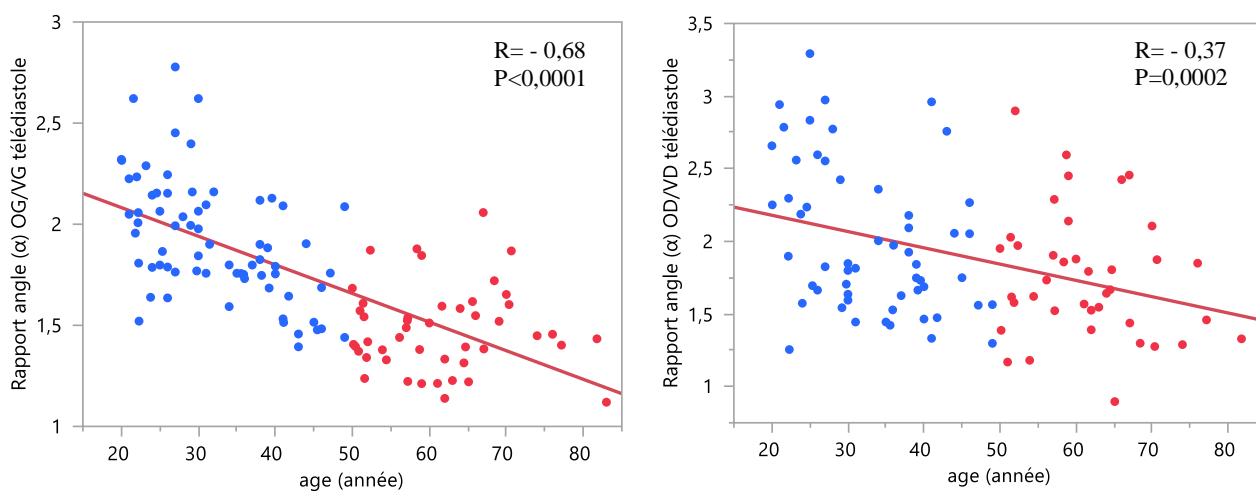 R= - 0,68
P<0,0001
Rapport angle (α) OG/VG télédiastole
3
2,5
2
1,5
1
20 30 40 50 60 70 80
age (année)
R= - 0,37
P=0,0002
Rapport angle (α) OD/VD télédiastole
3,5
3
2,5
2
1,5
1
20 30 40 50 60 70 80
age (année)